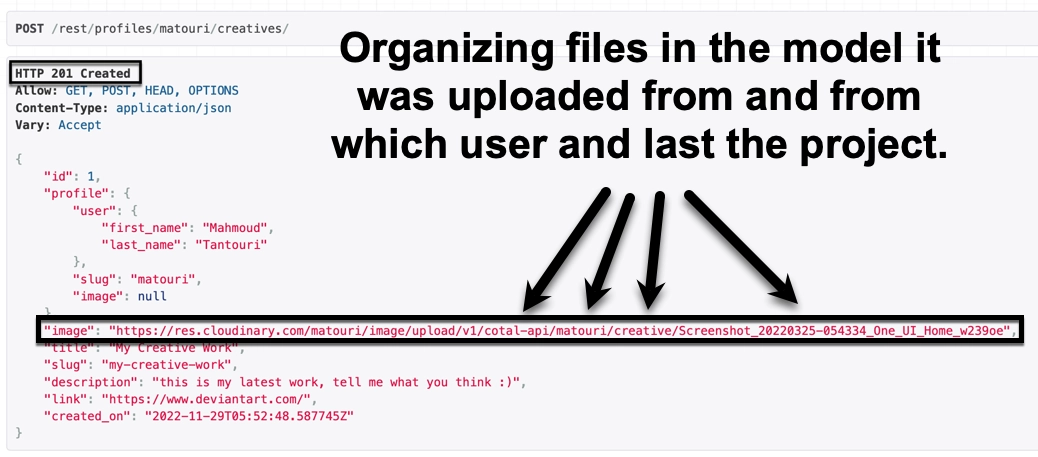 POST /rest/profiles/matouri/creatives/
Organizing files in the model it
was uploaded from and from
which user and last the project.
HTTP 201 Created
Allow: GET, POST, HEAD, OPTIONS
Content-Type: application/json
Vary: Accept
{
"id": 1,
"profile": {
"user": {
"first_name": "Mahmoud",
"last_name": "Tantouri"
},
"slug": "matouri",
"image": null
}
"image": "https://res.cloudinary.com/matouri/image/upload/v1/cotal-api/matouri/creative/Screenshot_20220325-054334_One_UI_Home_w239oe",
"title": "My Creative Work",
"slug": "my-creative-work",
"description": "this is my latest work, tell me what you think :)",
"link": "https://www.deviantart.com/",
"created_on": "2022-11-29T05:52:48.587745Z"
}